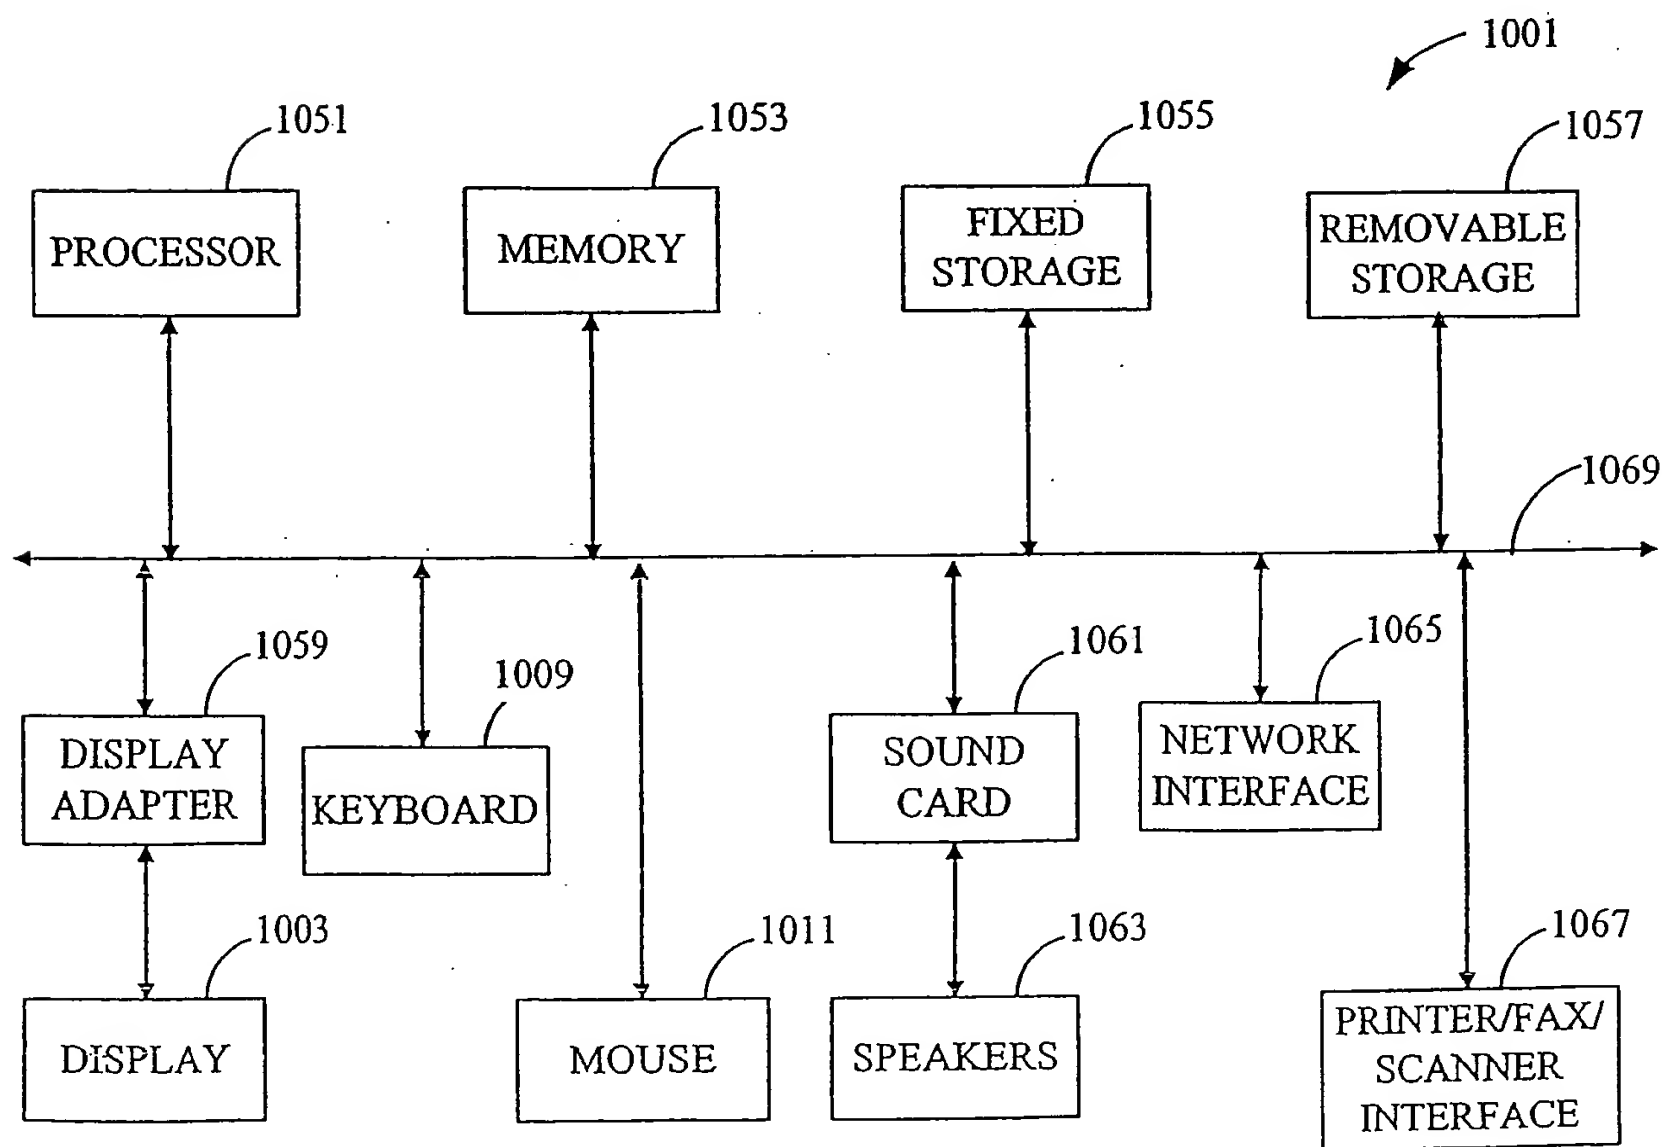 1001
1051
1053
1055
1057
PROCESSOR
MEMORY
FIXED
STORAGE
REMOVABLE
STORAGE
1069
1059
1009
1061
1065
DISPLAY
ADAPTER
KEYBOARD
SOUND
CARD
NETWORK
INTERFACE
1003
1011
1063
1067
DISPLAY
MOUSE
SPEAKERS
PRINTER/FAX/
SCANNER
INTERFACE